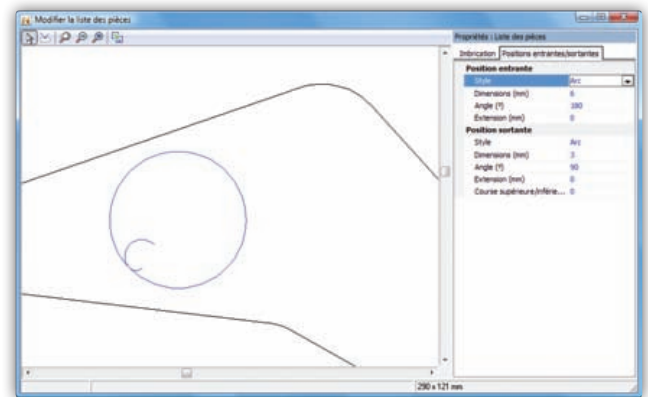 Modifier la liste des pièces
Propriétés : Liste des pièces
Imbrication Positions entrantes/sortantes
Position entrante
Style Arc
Dimensions (mm) 6
Angle (º) 180
Extension (mm) 0
Position sortante
Style Arc
Dimensions (mm) 3
Angle (º) 90
Extension (mm) 0
Course supérieure/inférie... 0
290 x 121 mm